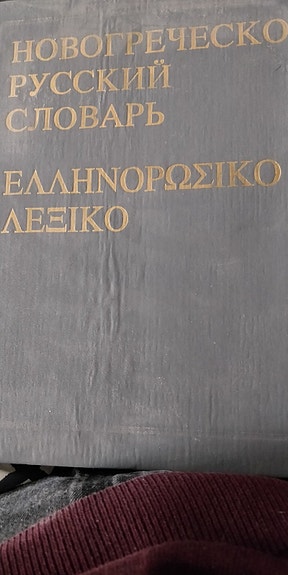 НОВОГРЕЧЕСКО
РУССКИЙ
СЛОВАРЬ
ΕΛΛΗΝΟΡΩΣΙΚΟ
ΛΕΞΙΚΟ